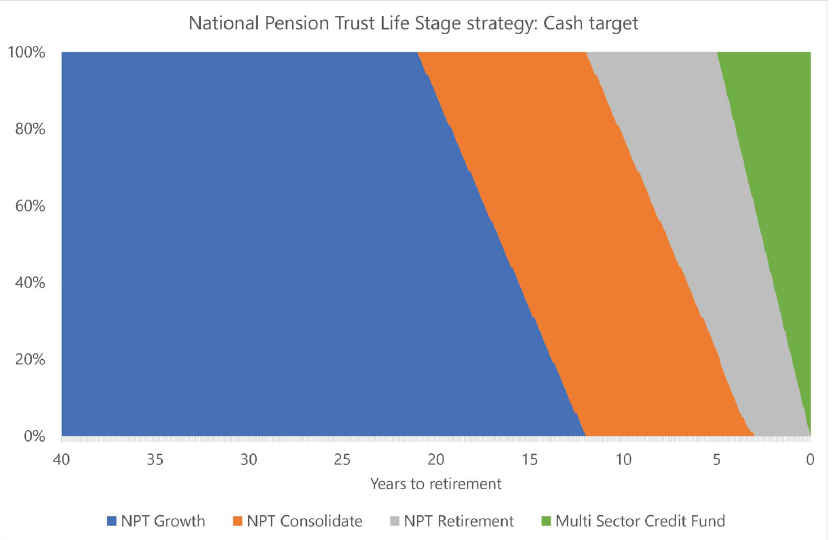 National Pension Trust Life Stage strategy: Cash target
100%
80%
60%
40%
20%
0%
40 35 30 25 20 15 10 5 0
Years to retirement
NPT Growth NPT Consolidate NPT Retirement Multi Sector Credit Fund